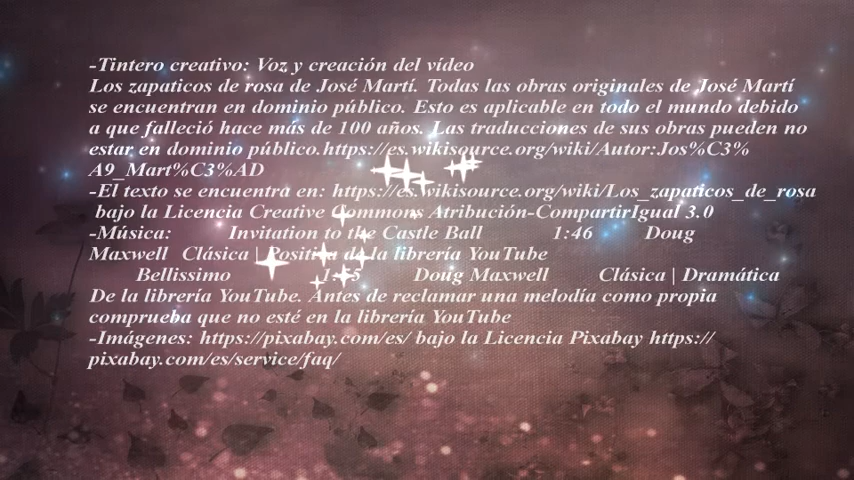 -Tintero creativo: Voz y creación del vídeo
Los zapaticos de rosa de José Martí. Todas las obras originales de José Martí
se encuentran en dominio público. Esto es aplicable en todo el mundo debido
a que falleció hace más de 100 años. Las traducciones de sus obras pueden no
estar en dominio público.https://es.wikisource.org/wiki/Autor:Jos%C3%
A9_Mart%C3%AD
-El texto se encuentra en: https://es.wikisource.org/wiki/Los_zapaticos_de_rosa
bajo la Licencia Creative Commons Atribución-CompartirIgual 3.0
-Música: Invitation to the Castle Ball 1:46 Doug
Maxwell Clásica | Positiva de la librería YouTube
Bellissimo Doug Maxwell Clásica | Dramática
De la librería YouTube. Antes de reclamar una melodía como propia
comprueba que no esté en la librería YouTube
-Imágenes: https://pixabay.com/es/ bajo la Licencia Pixabay https://
pixabay.com/es/service/faq/